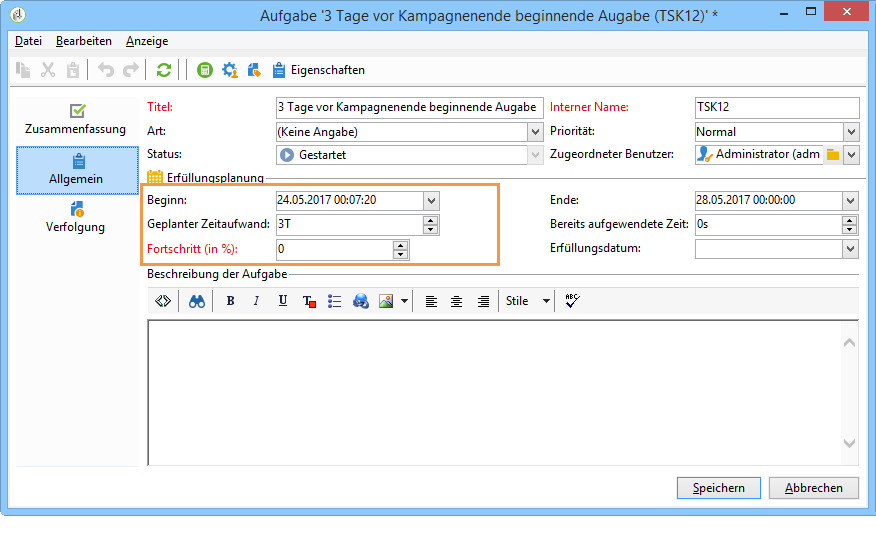 Aufgabe '3 Tage vor Kampagnenende beginnende Augabe (TSK12)' *
Datei Bearbeiten Anzeige
Eigenschaften
Zusammenfassung
Allgemein
Verfolgung
Titel: 3 Tage vor Kampagnenende beginnende Augabe Interner Name: TSK12
Art: (Keine Angabe) Priorität: Normal
Status: Gestartet Zugeordneter Benutzer: Administrator (adm
Erfüllungsplanung
Beginn: 24.05.2017 00:07:20 Ende: 28.05.2017 00:00:00
Geplanter Zeitaufwand: 3T Bereits aufgewendete Zeit: 0s
Fortschritt (in %): 0 Erfüllungsdatum:
Beschreibung der Aufgabe
B I U T Stile ABC
Speichern Abbrechen